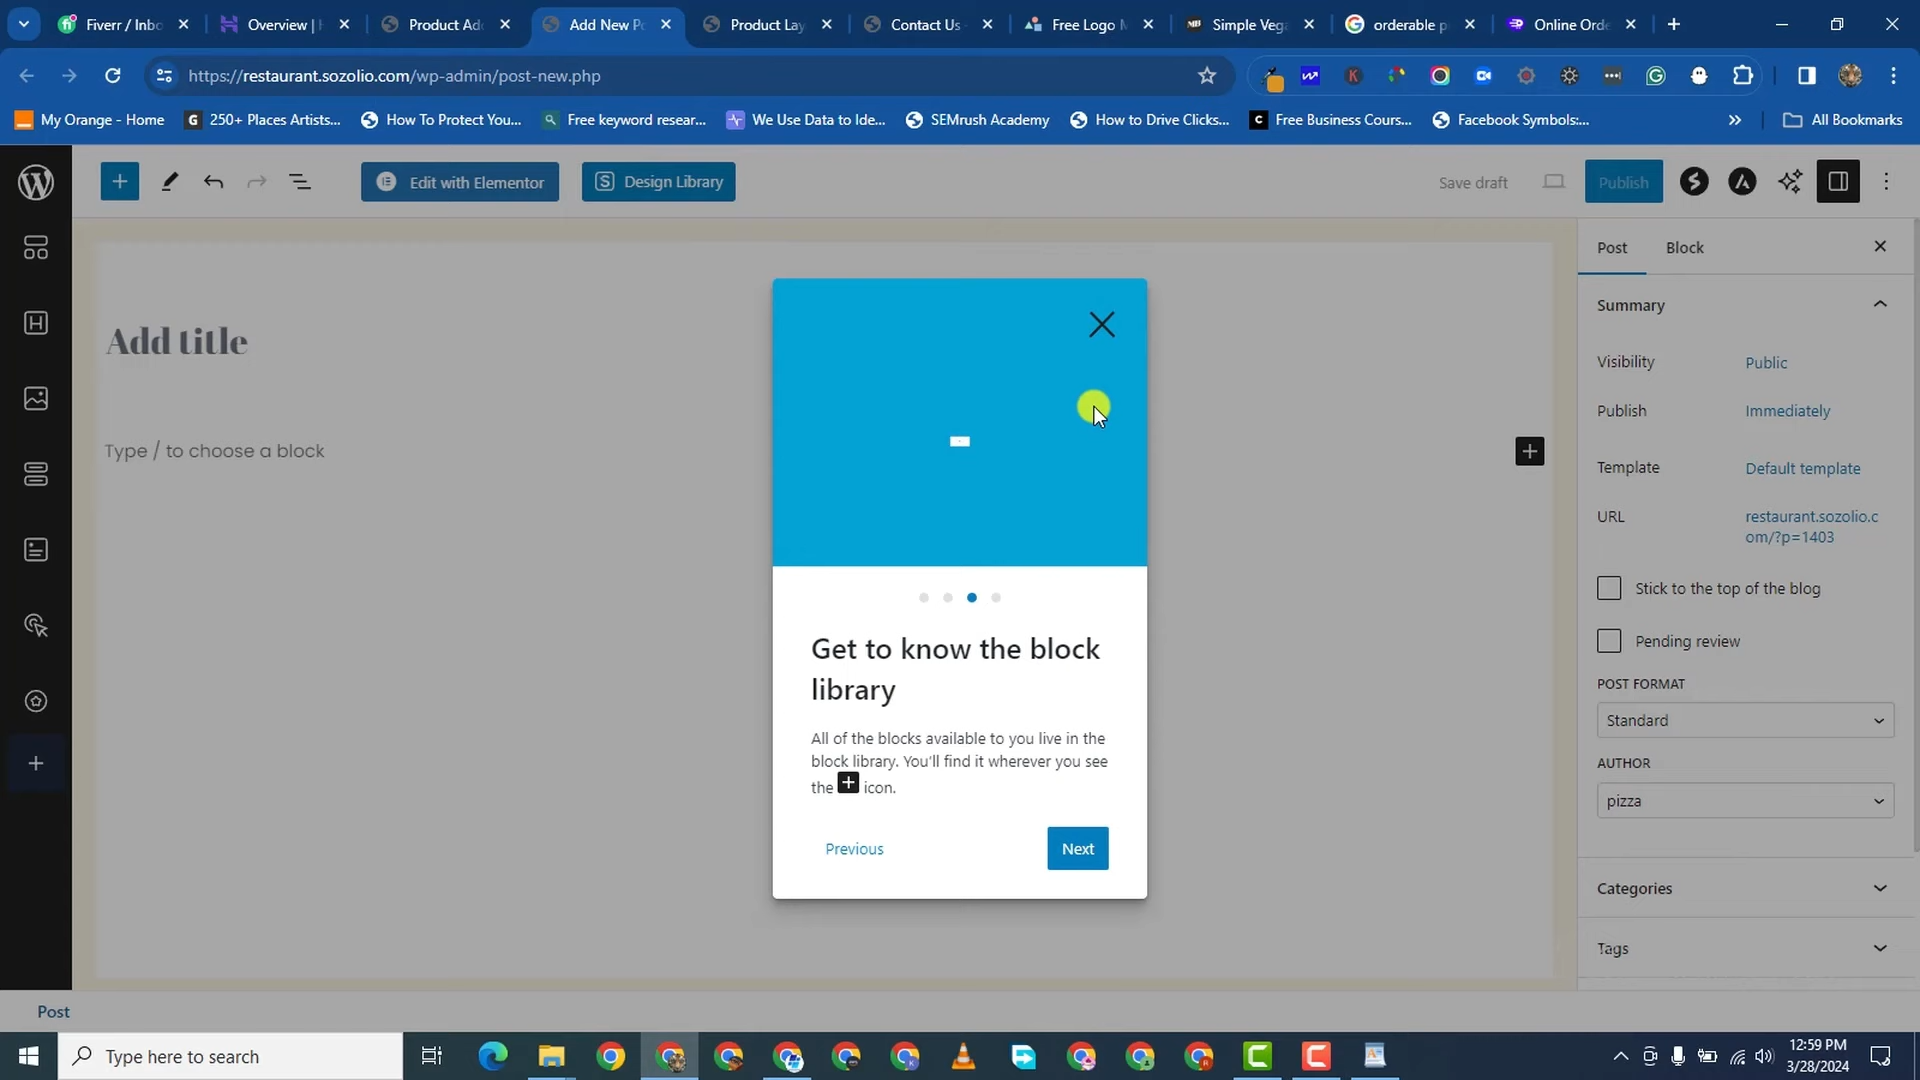 Fiverr / Inbo
Overview |
Product Ad
Add New P
Product Lay
Contact Us
Free Logo
Simple Vega
orderable p
Online Orde
https://restaurant.sozolio.com/wp-admin/post-new.php
My Orange - Home
250+ Places Artists...
How To Protect You...
Free keyword resear...
We Use Data to Ide...
SEMrush Academy
How to Drive Clicks...
Free Business Cours...
Facebook Symbols:...
All Bookmarks
Edit with Elementor
Design Library
Save draft
Publish
Post
Block
Summary
Add title
Visibility
Public
Publish
Immediately
Type / to choose a block
Template
Default template
URL
restaurant.sozolio.c
om/?p=1403
Stick to the top of the blog
Pending review
Get to know the block
library
POST FORMAT
Standard
All of the blocks available to you live in the
block library. You'll find it wherever you see
the + icon.
AUTHOR
pizza
Previous
Next
Categories
Tags
Post
Type here to search
12:59 PM
3/28/2024